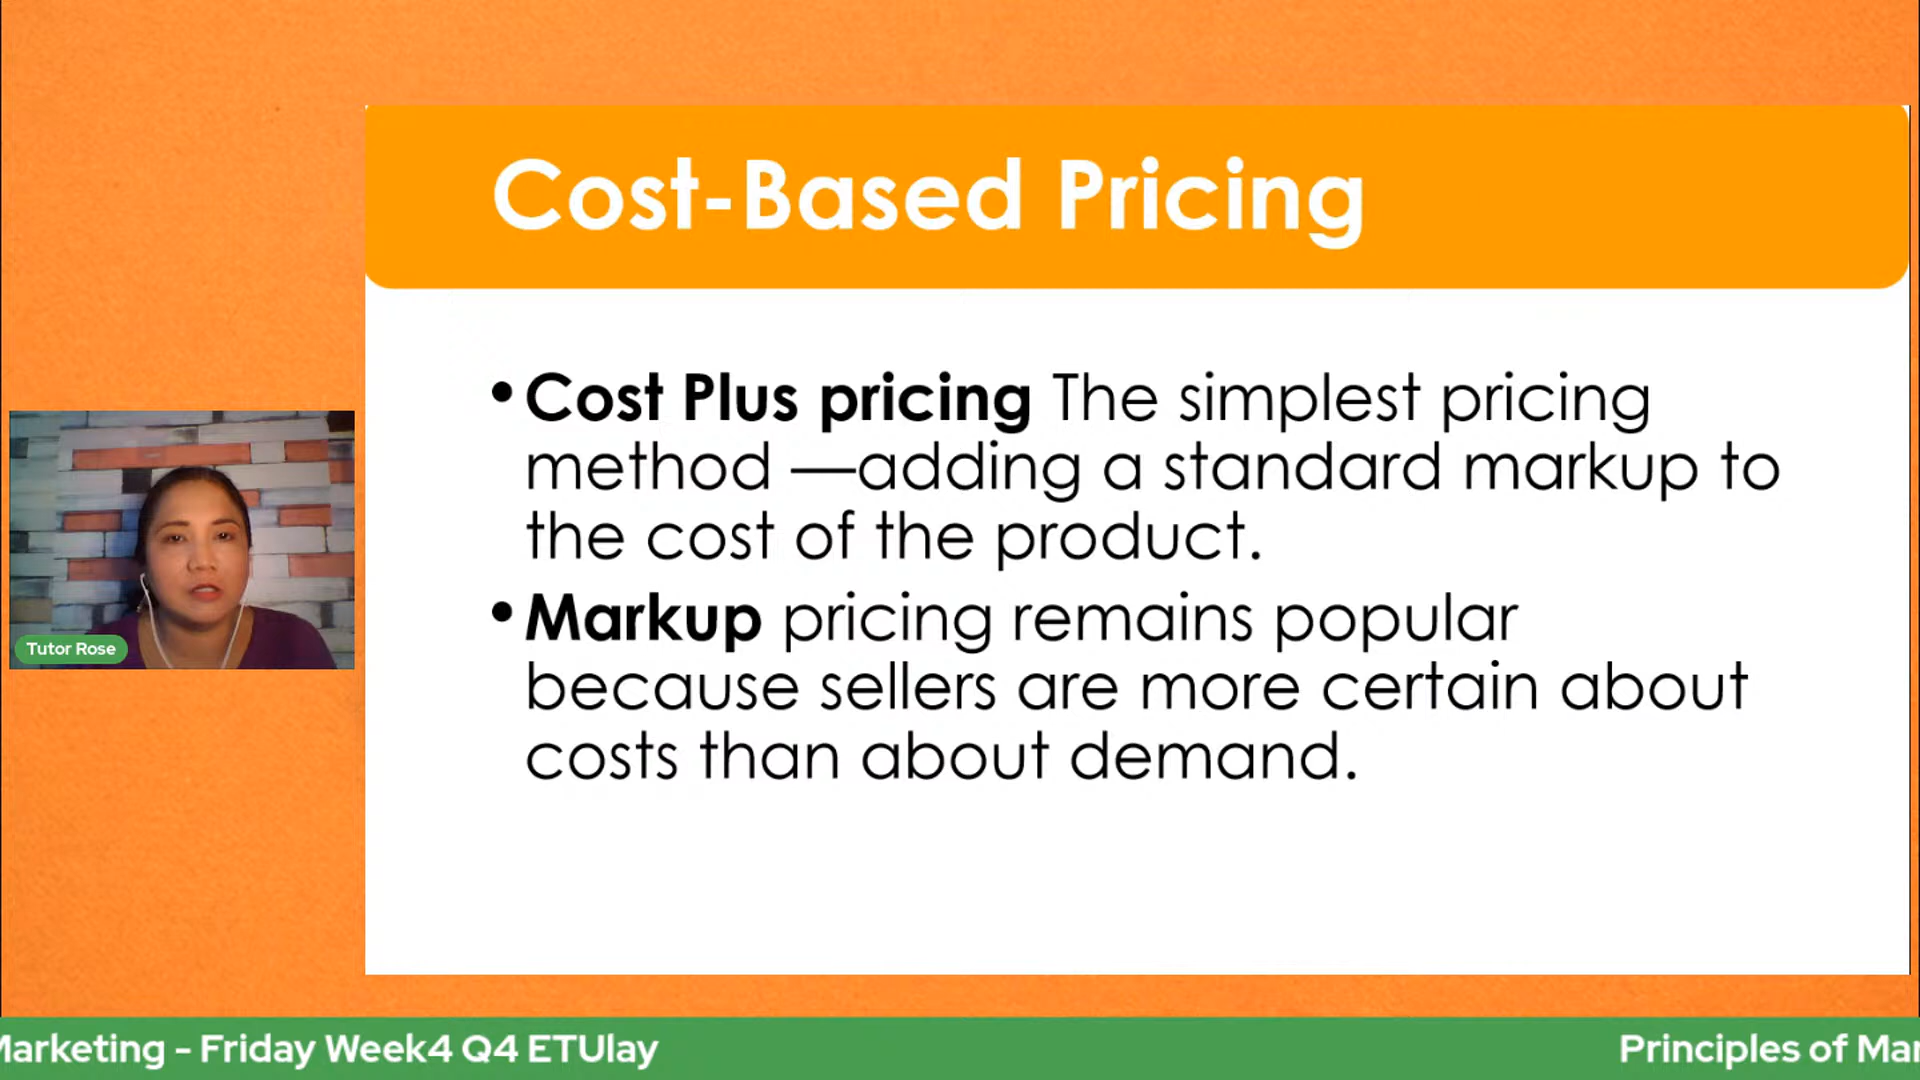 Cost-Based Pricing
•Cost Plus pricing The simplest pricing
method —adding a standard markup to
the cost of the product.
•Markup pricing remains popular
because sellers are more certain about
costs than about demand.
Tutor Rose
Marketing - Friday Week4 Q4 ETUlay
Principles of Mar